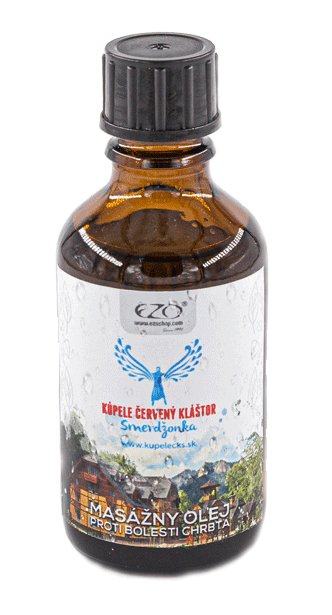 EZO®
www.ezoshop.com
KÚPELE ČERVENÝ KLÁŠTOR
Smerdžonka
www.kupelecks.sk
MASÁŽNY OLEJ
PROTI BOLESTI CHRBTA